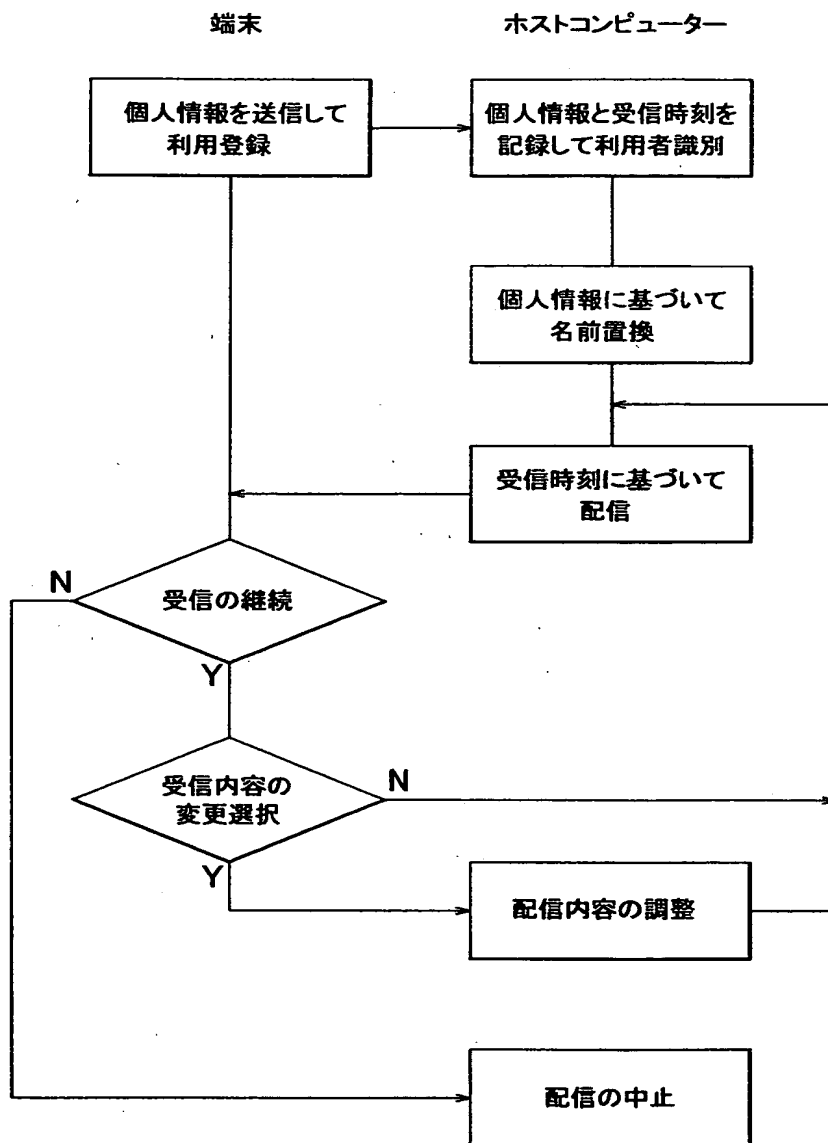 端末
ホストコンピューター
個人情報を送信して
利用登録
個人情報と受信時刻を
記録して利用者識別
個人情報に基づいて
名前置換
受信時刻に基づいて
配信
N
受信の継続
Y
受信内容の
変更選択
N
Y
配信内容の調整
配信の中止